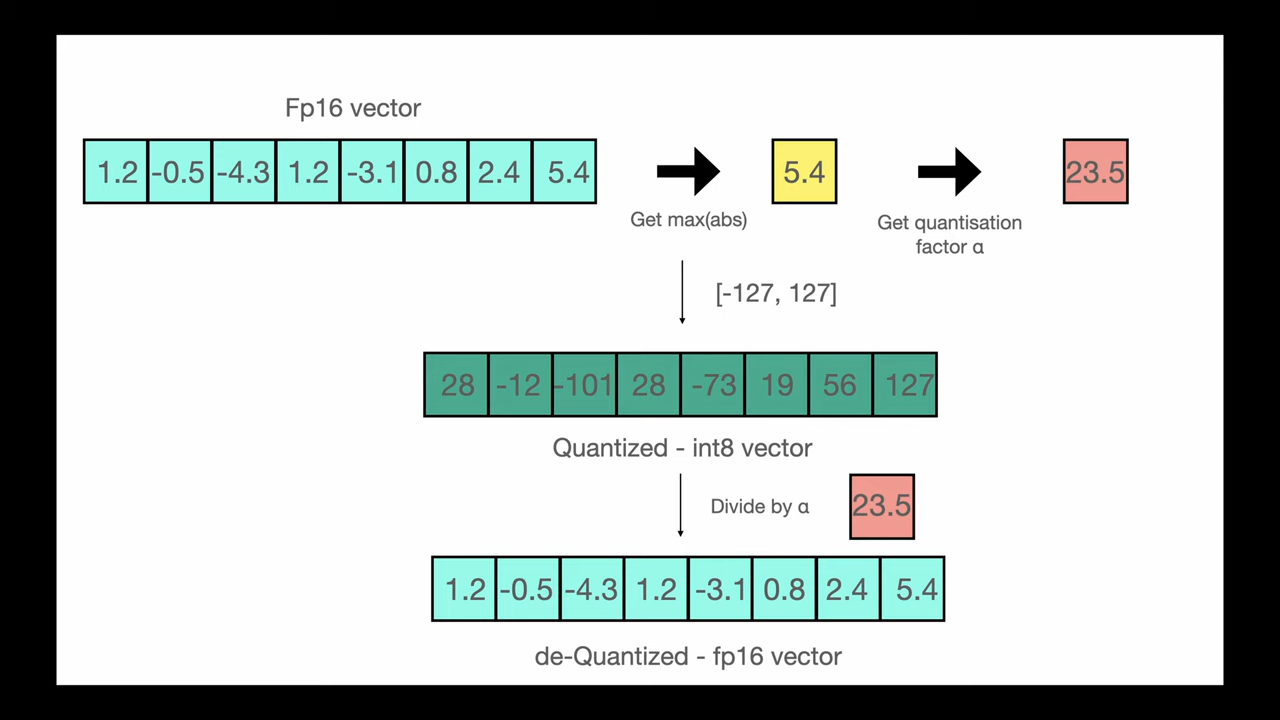 Fp16 vector
1.2 -0.5 -4.3 1.2 -3.1 0.8 2.4 5.4
5.4
23.5
Get max(abs)
Get quantisation
factor α
[-127, 127]
28 -12 -101 28 -73 19 56 127
Quantized - int8 vector
Divide by α
23.5
1.2 -0.5 -4.3 1.2 -3.1 0.8 2.4 5.4
de-Quantized - fp16 vector